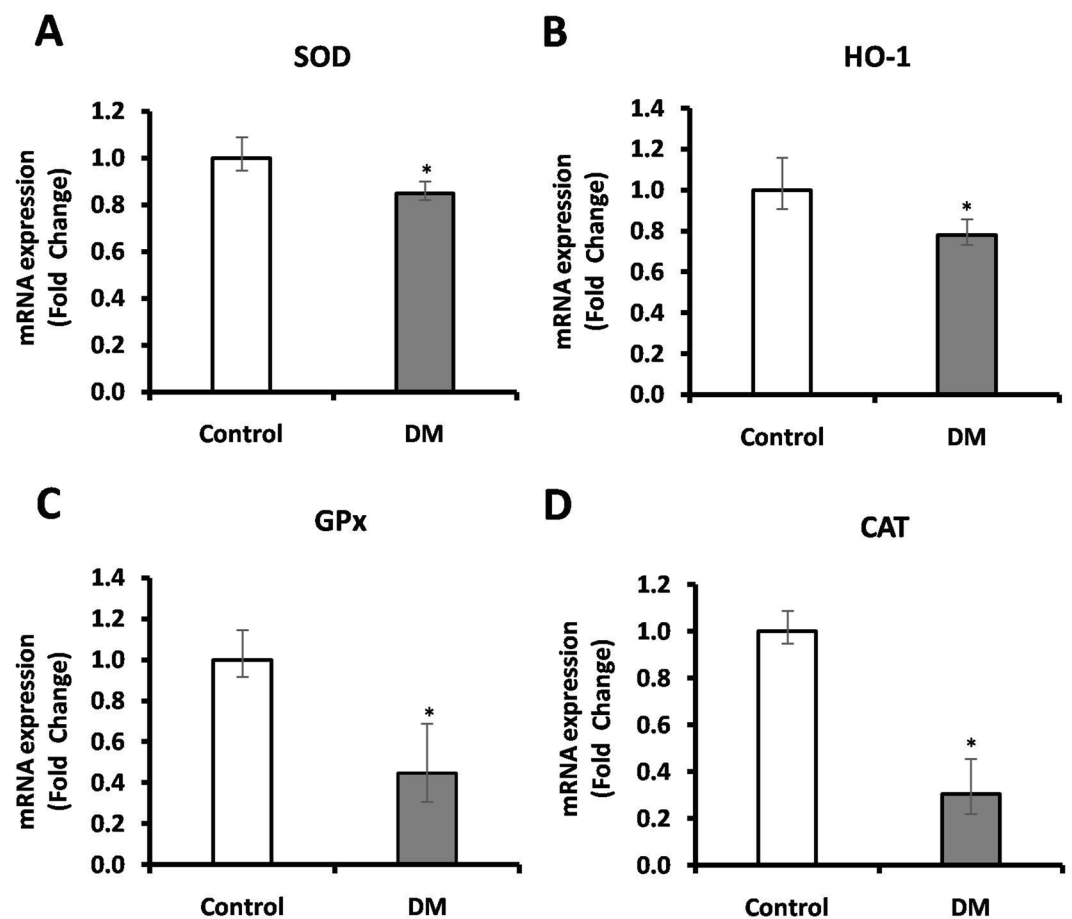 A
SOD
mRNA expression
(Fold Change)
1.2
1.0
0.8
0.6
0.4
0.2
0.0
*
Control
DM
B
HO-1
mRNA expression
(Fold Change)
1.4
1.2
1.0
0.8
0.6
0.4
0.2
0.0
*
Control
DM
C
GPx
mRNA expression
(Fold Change)
1.4
1.2
1.0
0.8
0.6
0.4
0.2
0.0
*
Control
DM
D
CAT
mRNA expression
(Fold Change)
1.2
1.0
0.8
0.6
0.4
0.2
0.0
*
Control
DM